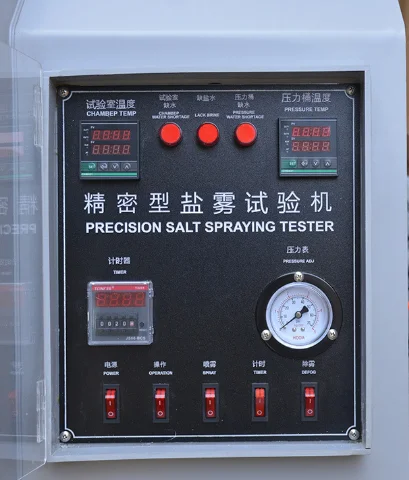 试验室温度
CHAMBEP TEMP
试验室
缺水
CHAMBEP
WATER SHORTAGE
缺盐水
LACK BRINE
压力桶
缺水
PRESSURE
WATER SHORTAGE
压力桶温度
PRESSURE TEMP
精密型盐雾试验机
PRECISION SALT SPRAYING TESTER
计时器
TIMER
压力表
PRESSURE ADJ
电源
POWER
操作
OPERATION
喷雾
SPRAY
计时
TIMER
除雾
DEFOG